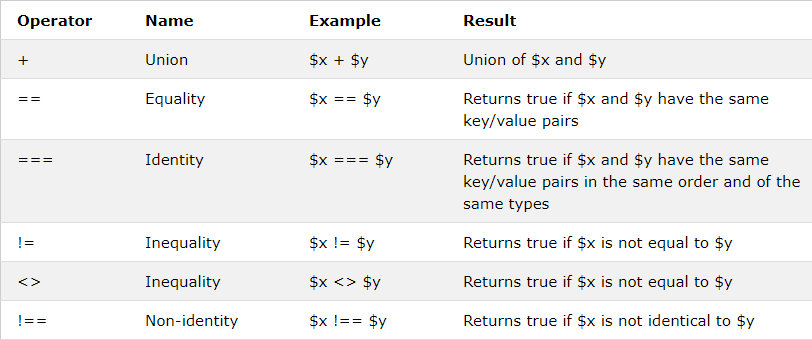 Operator Name Example Result
+ Union $x + $y Union of $x and $y
== Equality $x == $y Returns true if $x and $y have the same
key/value pairs
=== Identity $x === $y Returns true if $x and $y have the same
key/value pairs in the same order and of the
same types
!= Inequality $x != $y Returns true if $x is not equal to $y
<> Inequality $x <> $y Returns true if $x is not equal to $y
!== Non-identity $x !== $y Returns true if $x is not identical to $y